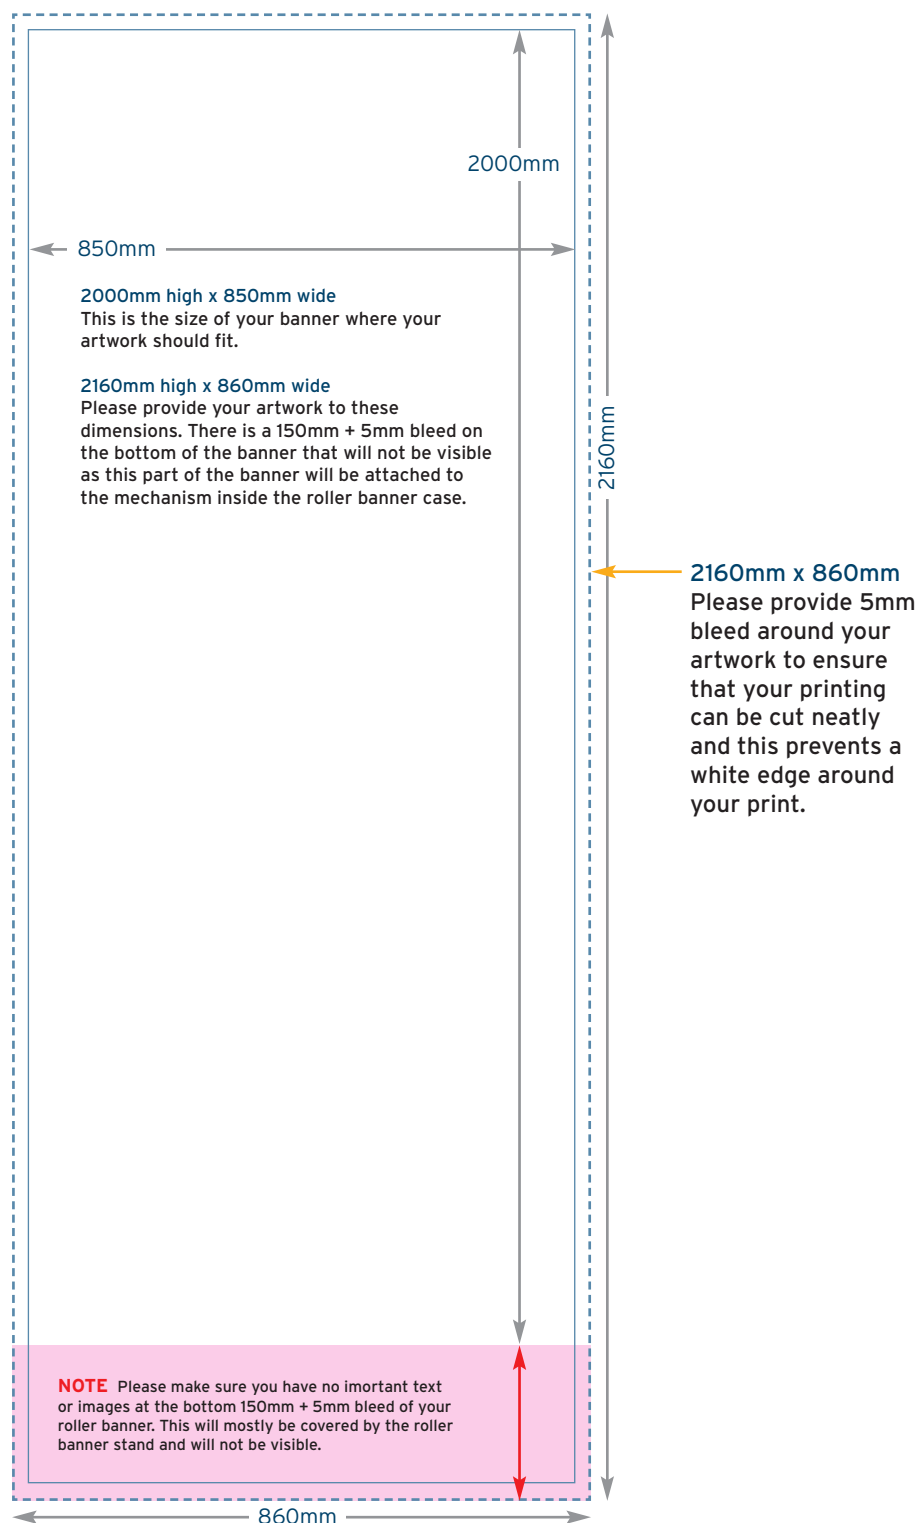 2000mm
850mm
2000mm high x 850mm wide
This is the size of your banner where your
artwork should fit.
2160mm high x 860mm wide
Please provide your artwork to these
dimensions. There is a 150mm + 5mm bleed on
the bottom of the banner that will not be visible
as this part of the banner will be attached to
the mechanism inside the roller banner case.
2160mm
2160mm x 860mm
Please provide 5mm
bleed around your
artwork to ensure
that your printing
can be cut neatly
and this prevents a
white edge around
your print.
NOTE Please make sure you have no imortant text
or images at the bottom 150mm + 5mm bleed of your
roller banner. This will mostly be covered by the roller
banner stand and will not be visible.
860mm